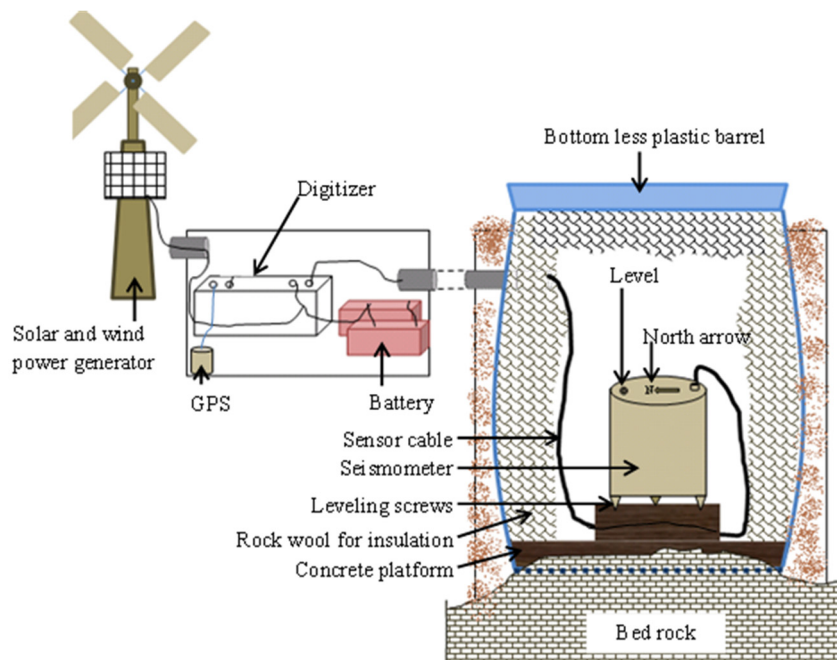 Bottom less plastic barrel
Digitizer
Level
Solar and wind
power generator
North arrow
N
GPS
Battery
Sensor cable
Seismometer
Leveling screws
Rock wool for insulation
Concrete platform
Bed rock